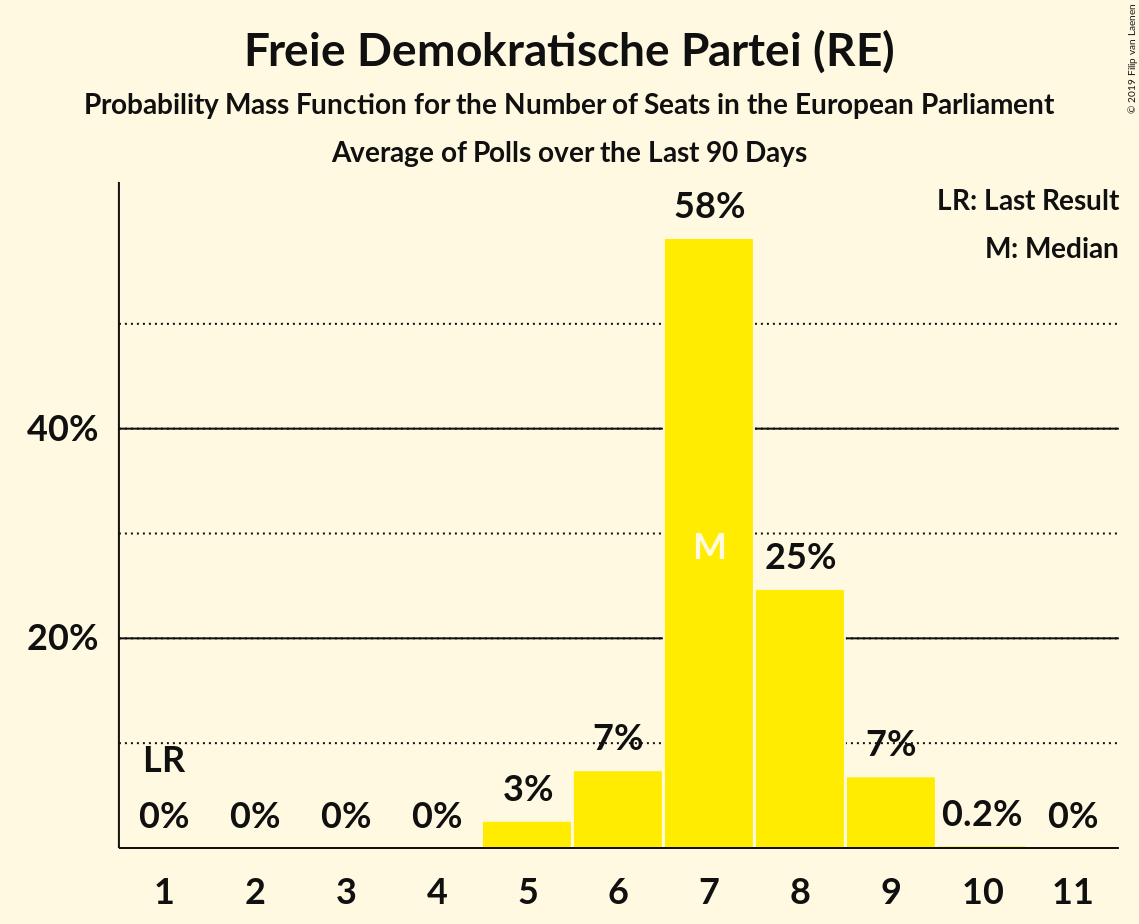 Freie Demokratische Partei (RE)
Probability Mass Function for the Number of Seats in the European Parliament
Average of Polls over the Last 90 Days
© 2019 Filip van Laenen
LR: Last Result
M: Median
58%
40%
M
25%
20%
7%
7%
LR
3%
0% 0% 0% 0% 0.2% 0%
1 2 3 4 5 6 7 8 9 10 11